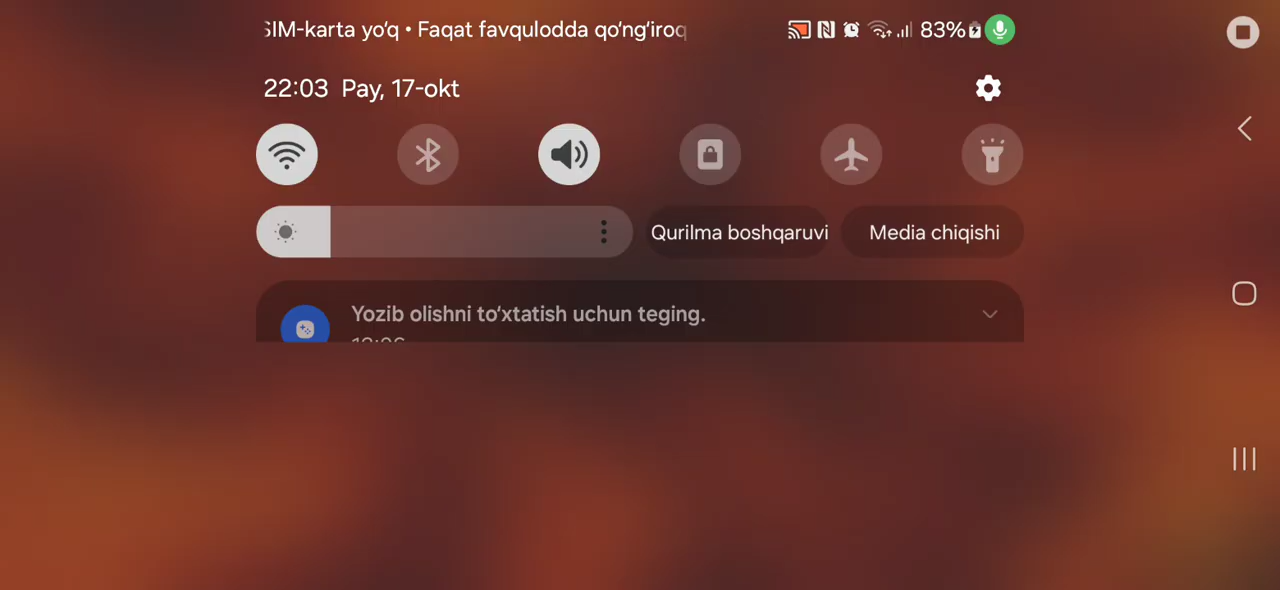 SIM-karta yo‘q • Faqat favqulodda qo‘ng‘iroq
83%
22:03 Pay, 17-okt
Qurilma boshqaruvi
Media chiqishi
Yozib olishni to‘xtatish uchun teging.